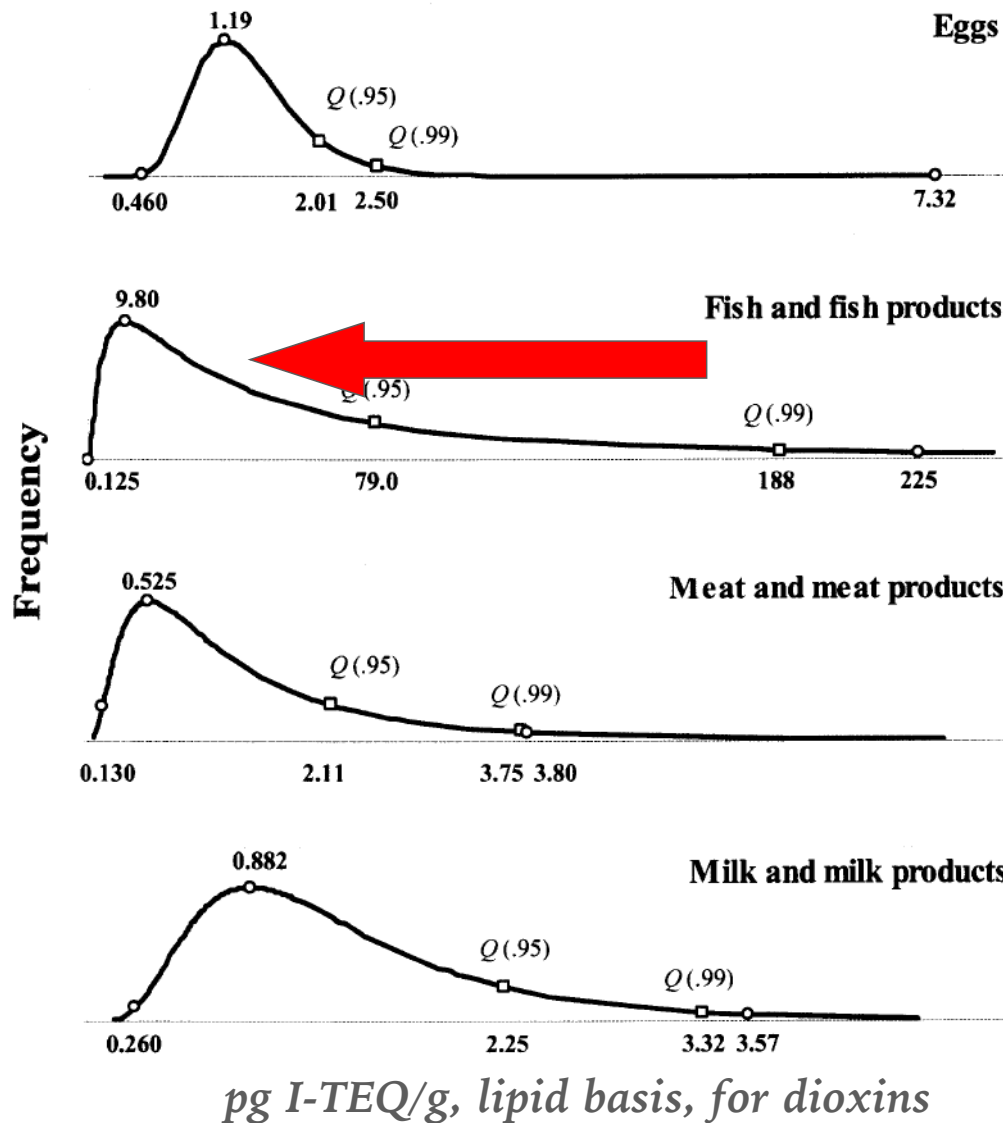 Eggs
1.19
Q(.95)
Q(.99)
0.460 2.01 2.50 7.32
Fish and fish products
9.80
Q(.95)
Q(.99)
0.125 79.0 188 225
Frequency
Meat and meat products
0.525
Q(.95)
Q(.99)
0.130 2.11 3.75 3.80
Milk and milk products
0.882
Q(.95)
Q(.99)
0.260 2.25 3.32 3.57
pg I-TEQ/g, lipid basis, for dioxins